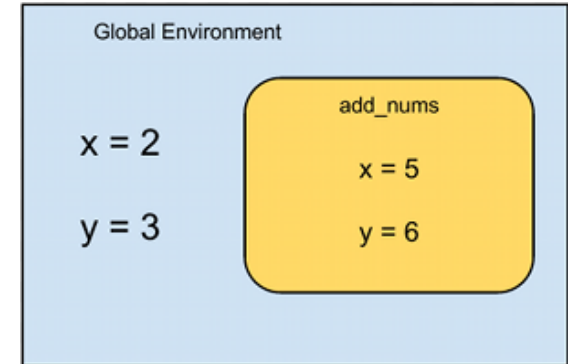 Global Environment
x = 2
y = 3
add_nums
x = 5
y = 6